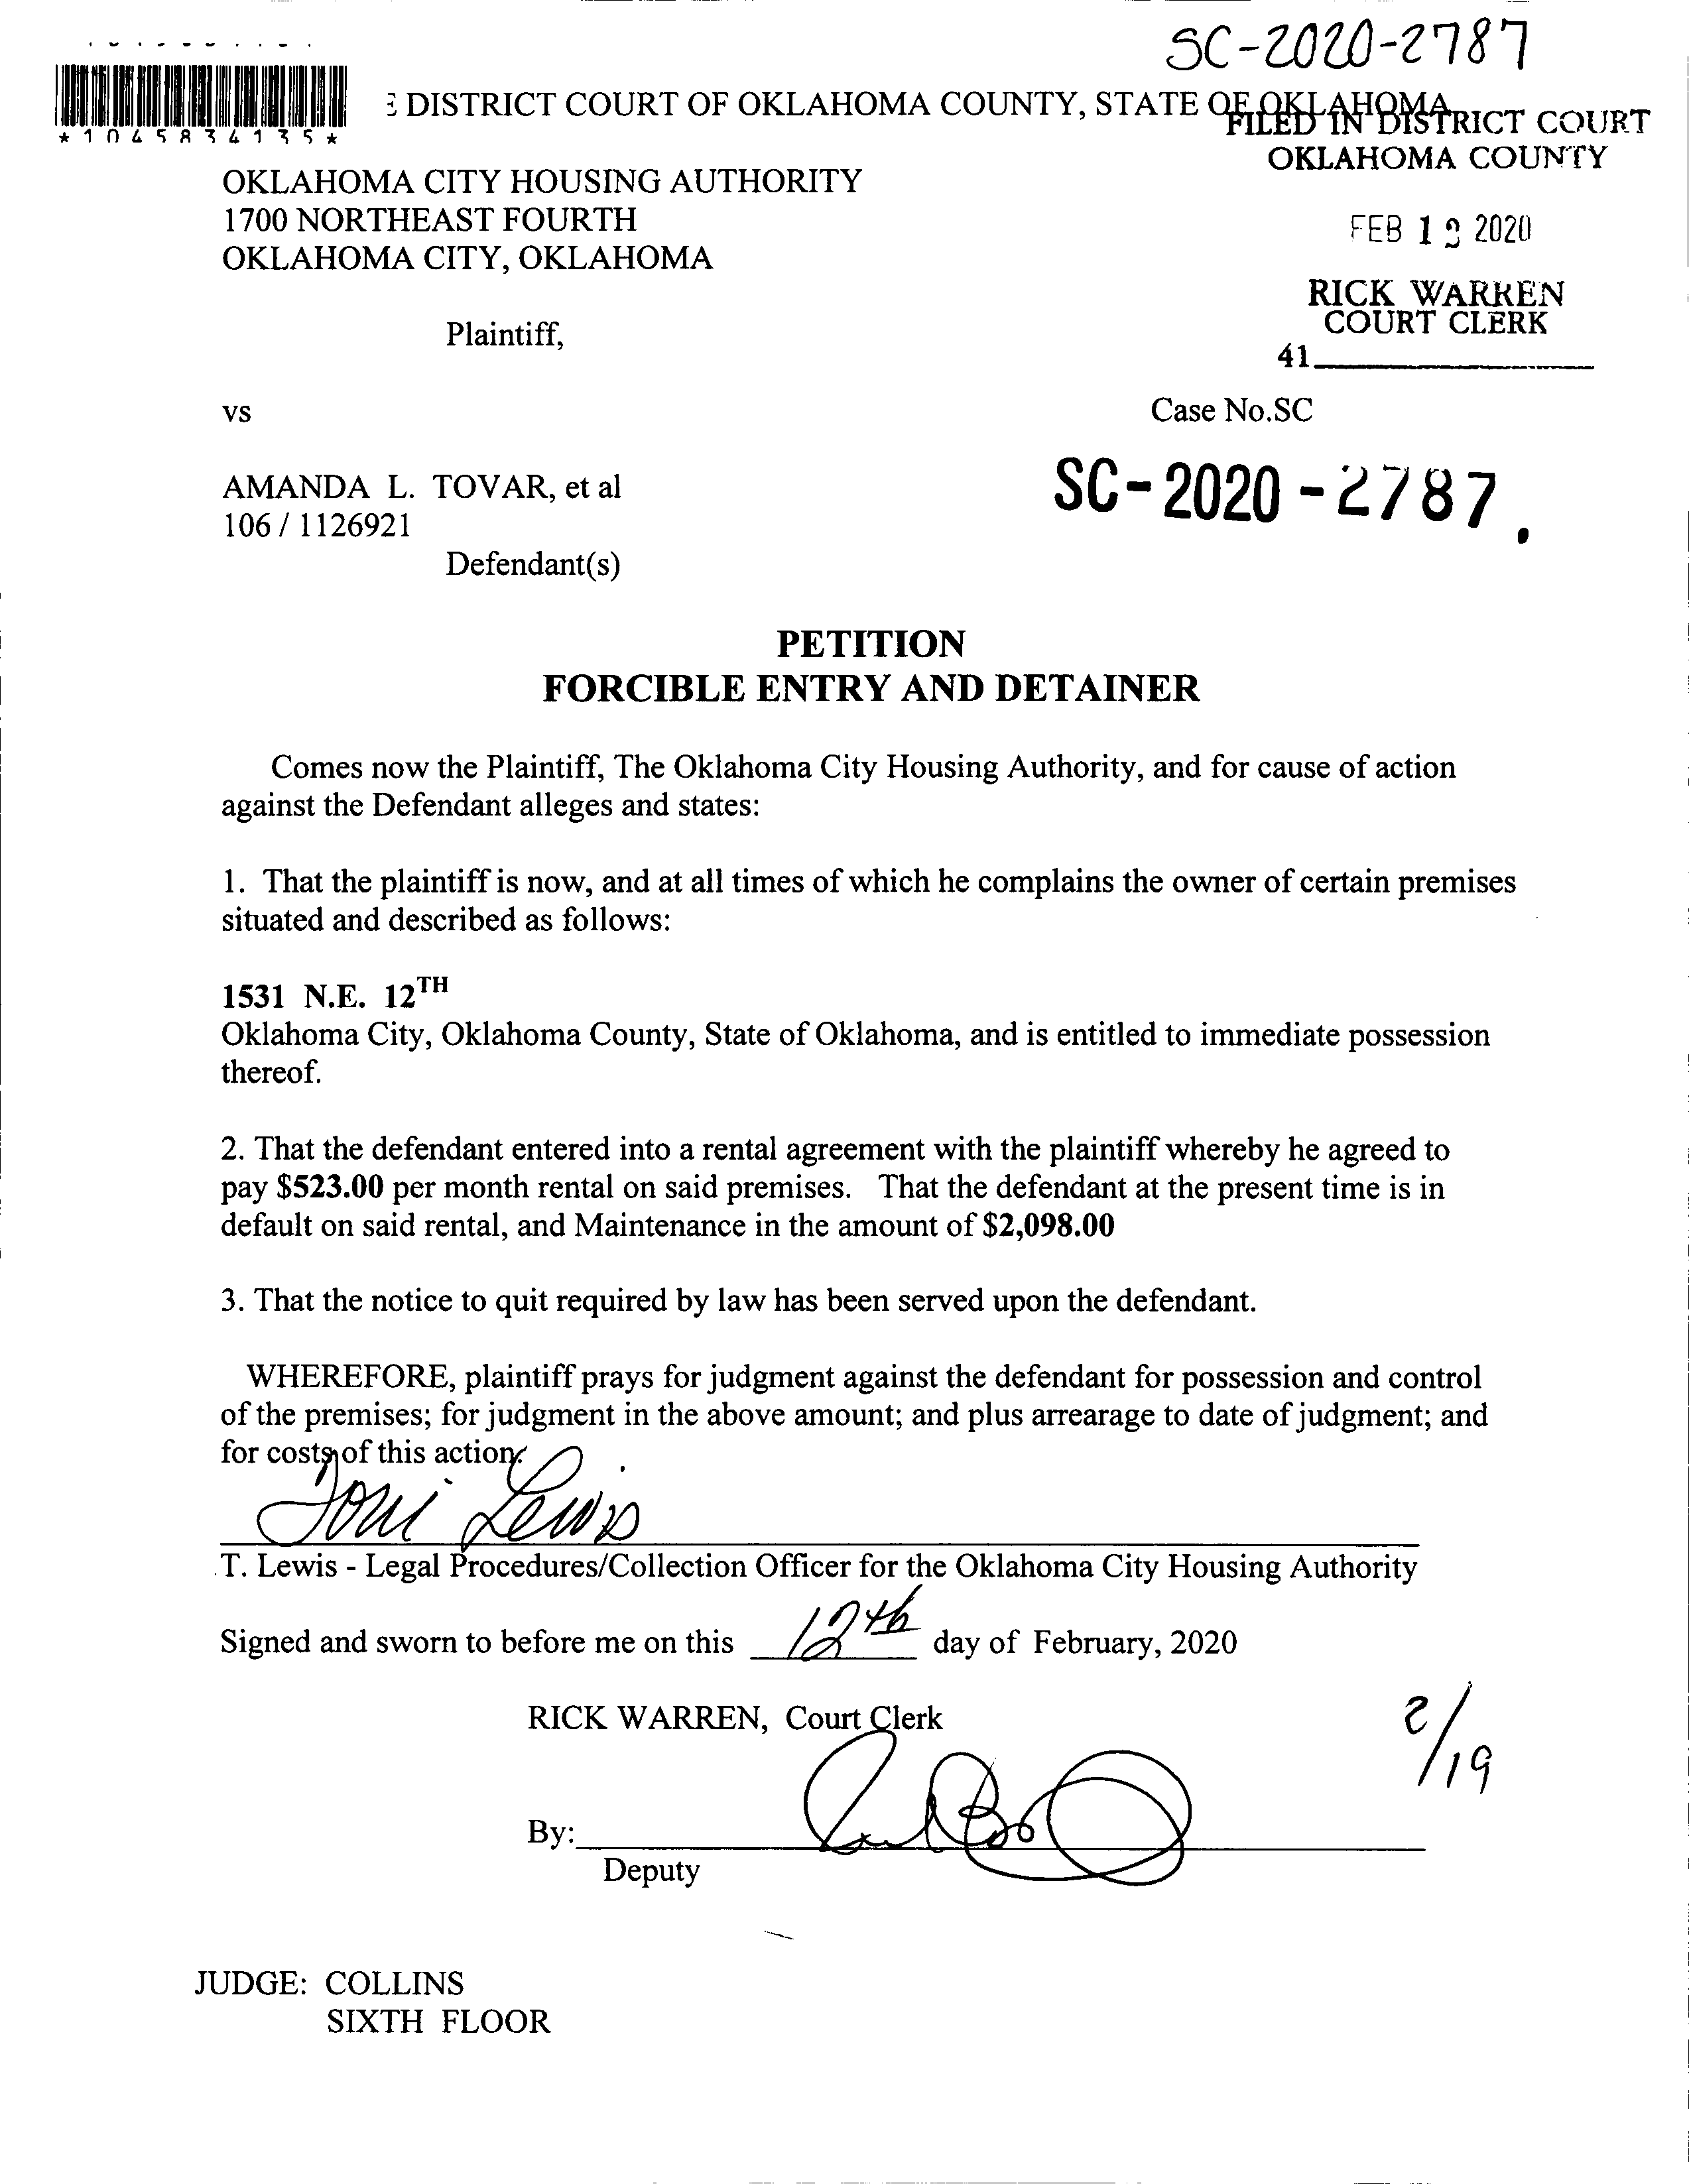 SC-2020-2787
*1045834135*
DISTRICT COURT OF OKLAHOMA COUNTY, STATE OF OKLAHOMA
FILED IN DISTRICT COURT
OKLAHOMA COUNTY
OKLAHOMA CITY HOUSING AUTHORITY
1700 NORTHEAST FOURTH
OKLAHOMA CITY, OKLAHOMA
FEB 12 2020
RICK WARREN
COURT CLERK
41
Plaintiff,
vs
Case No.SC
SC-2020-2787.
AMANDA L. TOVAR, et al
106 / 1126921
Defendant(s)
PETITION
FORCIBLE ENTRY AND DETAINER
Comes now the Plaintiff, The Oklahoma City Housing Authority, and for cause of action
against the Defendant alleges and states:
1. That the plaintiff is now, and at all times of which he complains the owner of certain premises
situated and described as follows:
1531 N.E. 12TH
Oklahoma City, Oklahoma County, State of Oklahoma, and is entitled to immediate possession
thereof.
2. That the defendant entered into a rental agreement with the plaintiff whereby he agreed to
pay $523.00 per month rental on said premises. That the defendant at the present time is in
default on said rental, and Maintenance in the amount of $2,098.00
3. That the notice to quit required by law has been served upon the defendant.
WHEREFORE, plaintiff prays for judgment against the defendant for possession and control
of the premises; for judgment in the above amount; and plus arrearage to date of judgment; and
for costs of this action.
Toni Lewis
T. Lewis - Legal Procedures/Collection Officer for the Oklahoma City Housing Authority
Signed and sworn to before me on this 12th day of February, 2020
RICK WARREN, Court Clerk
2/19
By:
Deputy
JUDGE: COLLINS
SIXTH FLOOR